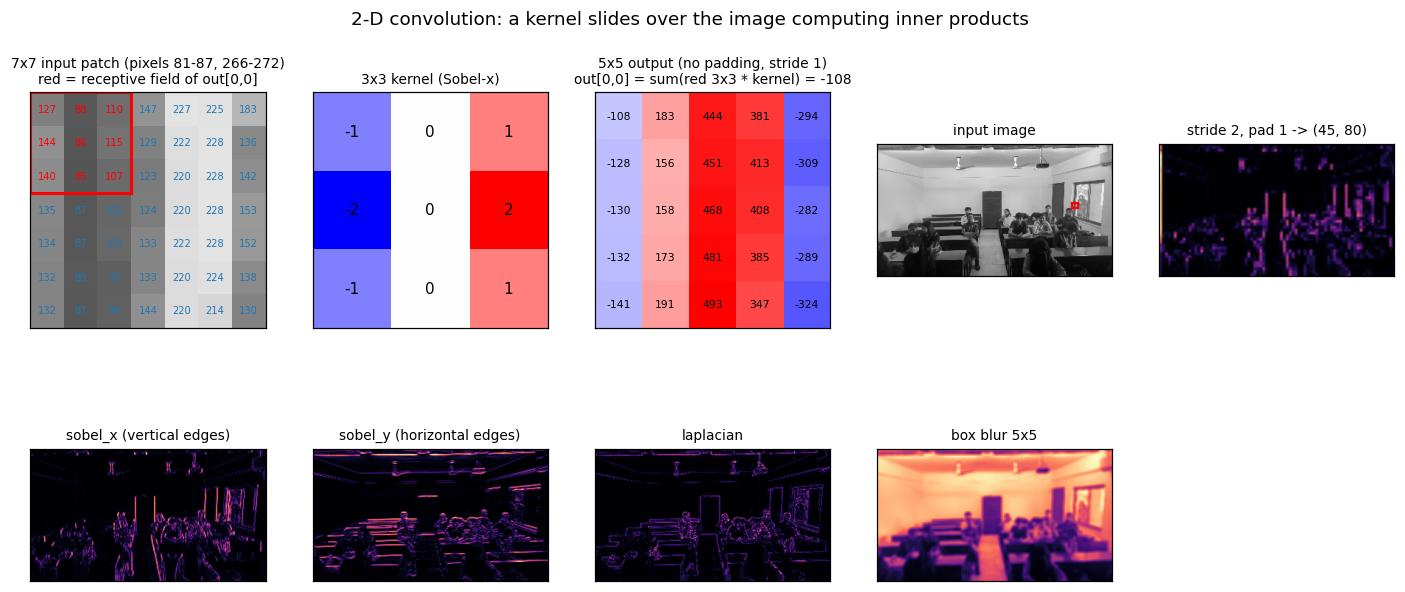 2-D convolution: a kernel slides over the image computing inner products
7x7 input patch (pixels 81-87, 266-272)
red = receptive field of out[0,0]
127 110 147 227 225 183
144 115 129 222 228 136
140 107 123 220 228 142
135 87 124 220 228 153
134 87 133 222 228 152
132 133 220 224 138
132 87 144 220 214 130
3x3 kernel (Sobel-x)
-1 0 1
-2 0 2
-1 0 1
5x5 output (no padding, stride 1)
out[0,0] = sum(red 3x3 * kernel) = -108
-108 183 444 381 -294
-128 156 451 413 -309
-130 158 468 408 -282
-132 173 481 385 -289
-141 191 493 347 -324
input image
stride 2, pad 1 -> (45, 80)
sobel_x (vertical edges)
sobel_y (horizontal edges)
laplacian
box blur 5x5